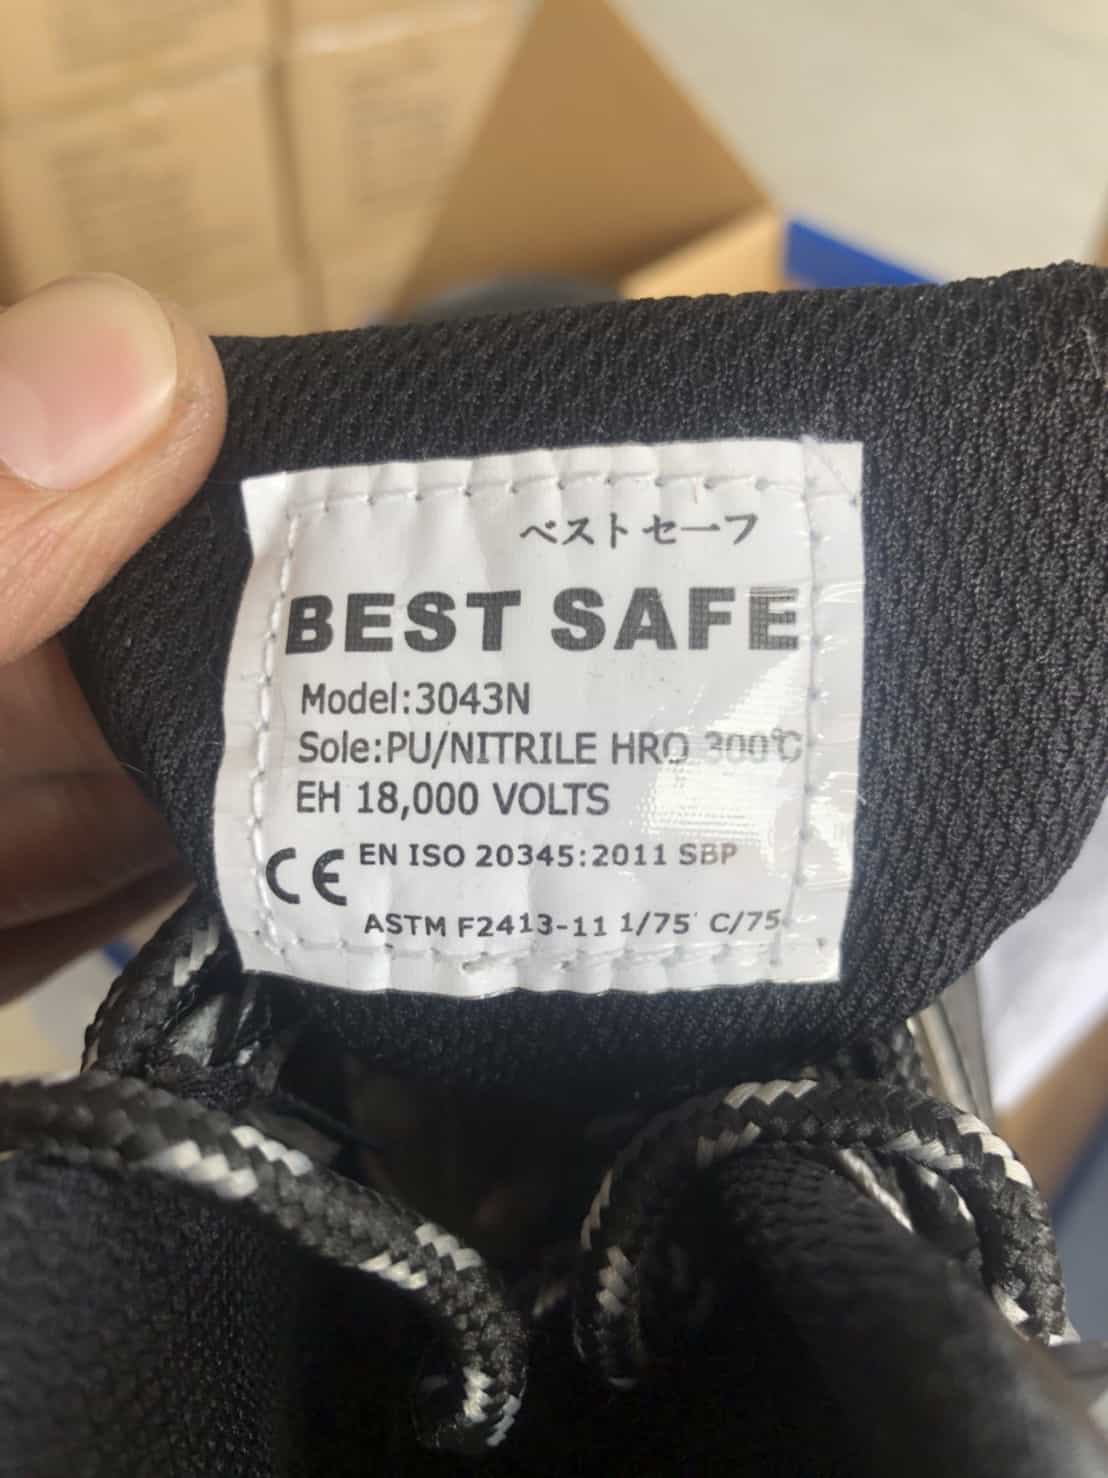 ベストセーフ
BEST SAFE
Model:3043N
Sole:PU/NITRILE HRO 300℃
EH 18,000 VOLTS
CE EN ISO 20345:2011 SBP
ASTM F2413-11 1/75 C/75